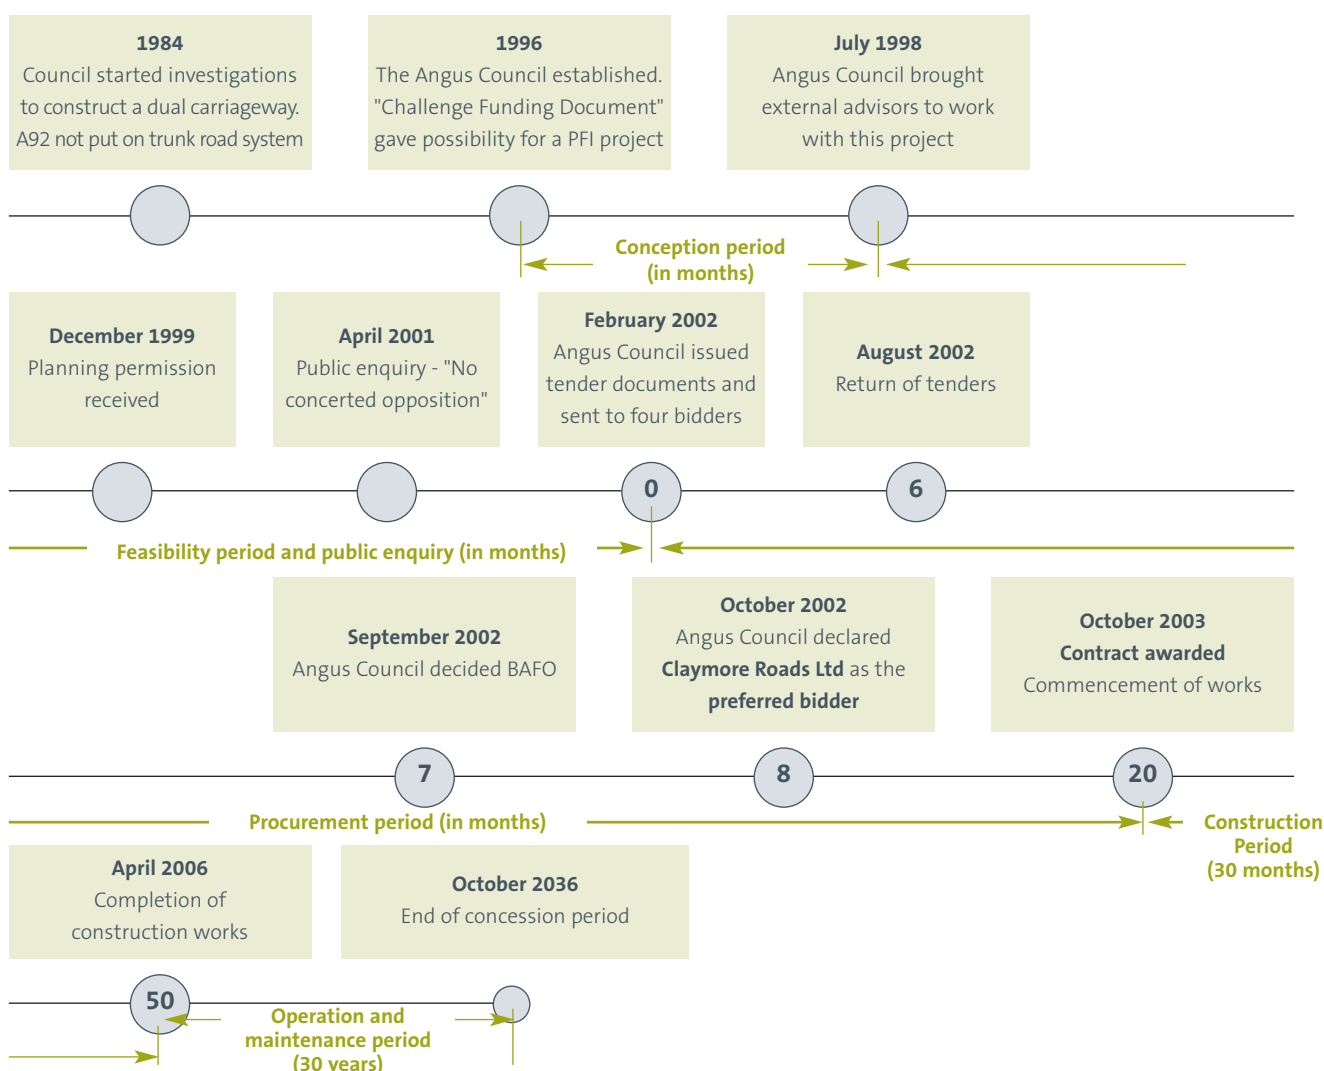 1984
Council started investigations
to construct a dual carriageway.
A92 not put on trunk road system
1996
The Angus Council established.
"Challenge Funding Document"
gave possibility for a PFI project
July 1998
Angus Council brought
external advisors to work
with this project
Conception period
(in months)
December 1999
Planning permission
received
April 2001
Public enquiry - "No
concerted opposition"
February 2002
Angus Council issued
tender documents and
sent to four bidders
August 2002
Return of tenders
0
6
Feasibility period and public enquiry (in months)
September 2002
Angus Council decided BAFO
October 2002
Angus Council declared
Claymore Roads Ltd as the
preferred bidder
October 2003
Contract awarded
Commencement of works
7
8
20
Procurement period (in months)
Construction
Period
(30 months)
April 2006
Completion of
construction works
October 2036
End of concession period
50
Operation and
maintenance period
(30 years)